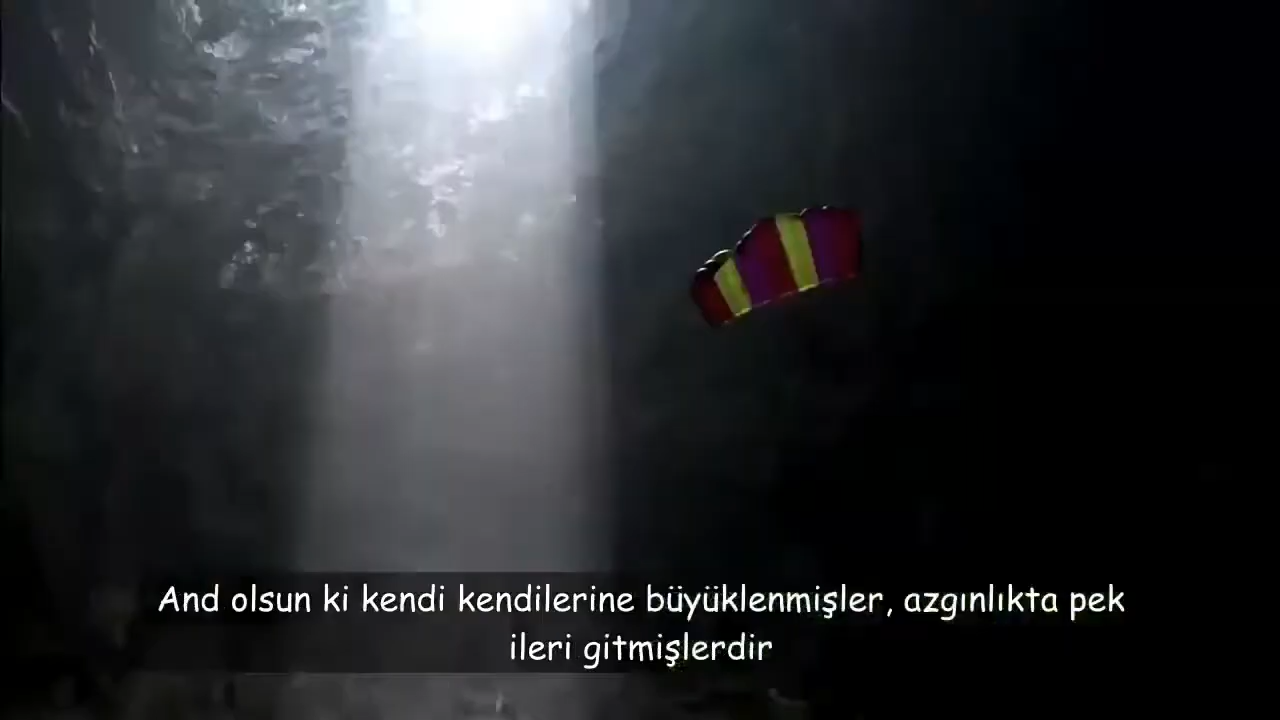 And olsun ki kendi kendilerine büyüklenmişler, azgınlıkta pek
ileri gitmişlerdir